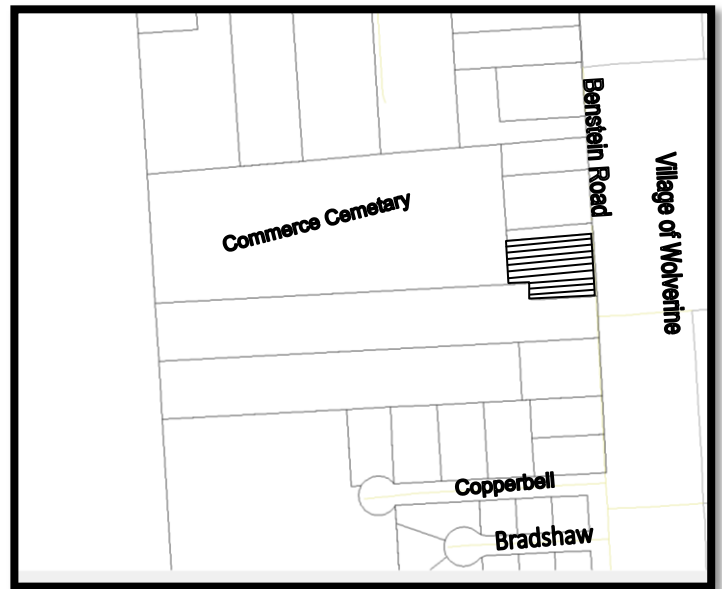 Benstein Road
Village of Wolverine
Commerce Cemetary
Copperbell
Bradshaw